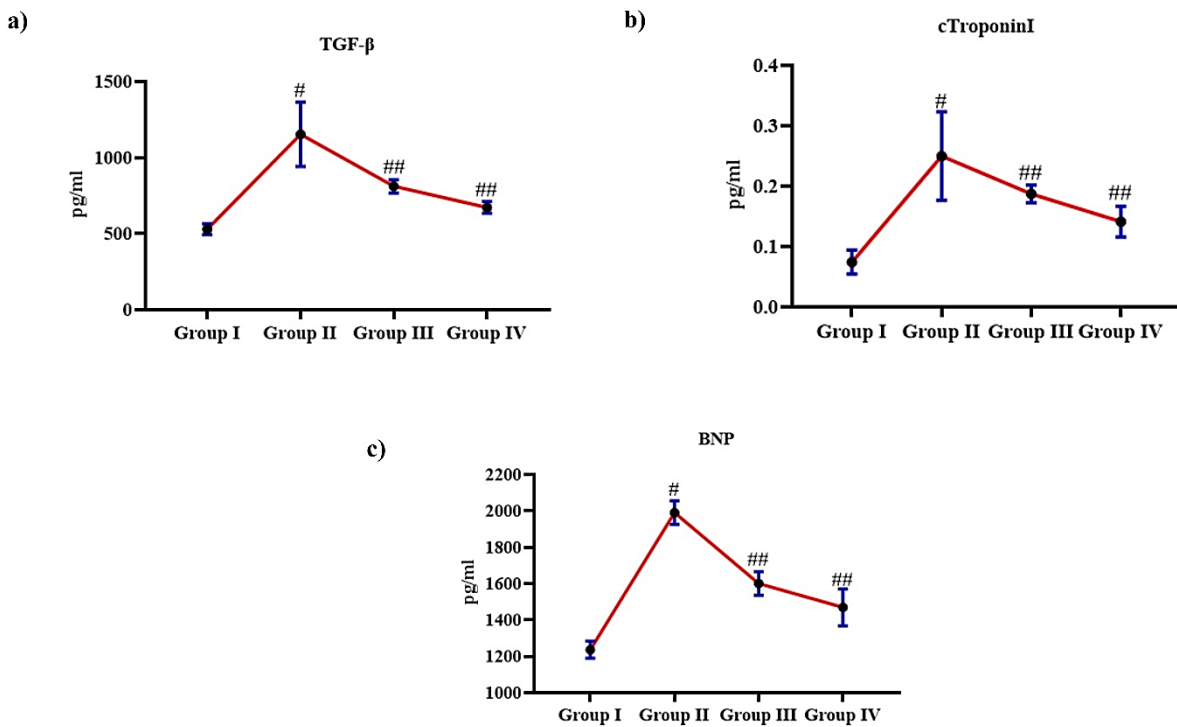 a)
TGF-β
pg/ml
1500
1000
500
0
#
##
##
Group I Group II Group III Group IV
b)
cTroponinI
pg/ml
0.4
0.3
0.2
0.1
0.0
#
##
##
Group I Group II Group III Group IV
c)
BNP
pg/ml
2200
2000
1800
1600
1400
1200
1000
#
##
##
Group I Group II Group III Group IV